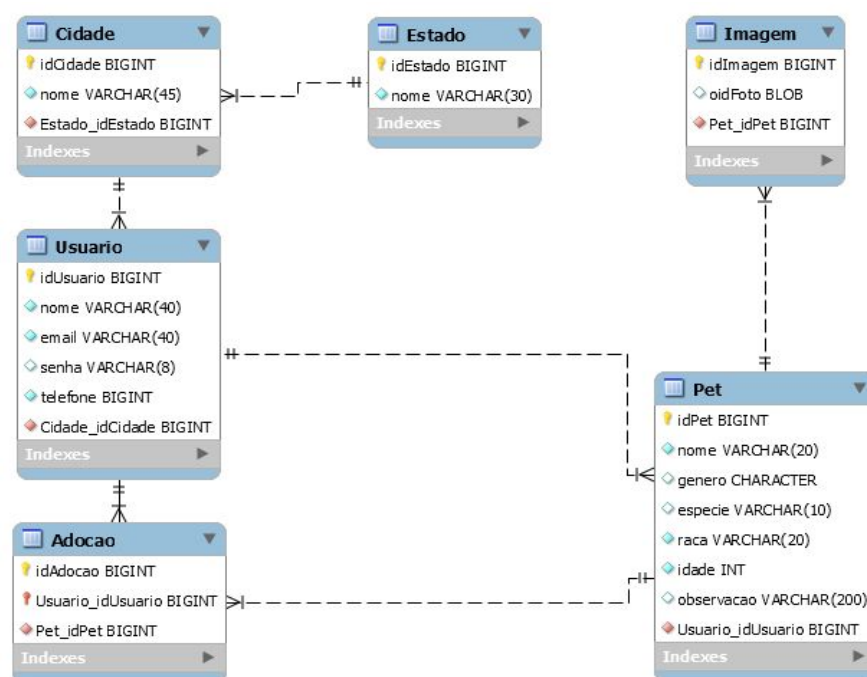 Cidade
idCidade BIGINT
nome VARCHAR(45)
Estado_idEstado BIGINT
Indexes
Estado
idEstado BIGINT
nome VARCHAR(30)
Indexes
Imagem
idImagem BIGINT
oidFoto BLOB
Pet_idPet BIGINT
Indexes
Usuario
idUsuario BIGINT
nome VARCHAR(40)
email VARCHAR(40)
senha VARCHAR(8)
telefone BIGINT
Cidade_idCidade BIGINT
Indexes
Pet
idPet BIGINT
nome VARCHAR(20)
genero CHARACTER
especie VARCHAR(10)
raca VARCHAR(20)
idade INT
observacao VARCHAR(200)
Usuario_idUsuario BIGINT
Indexes
Adocao
idAdocao BIGINT
Usuario_idUsuario BIGINT
Pet_idPet BIGINT
Indexes